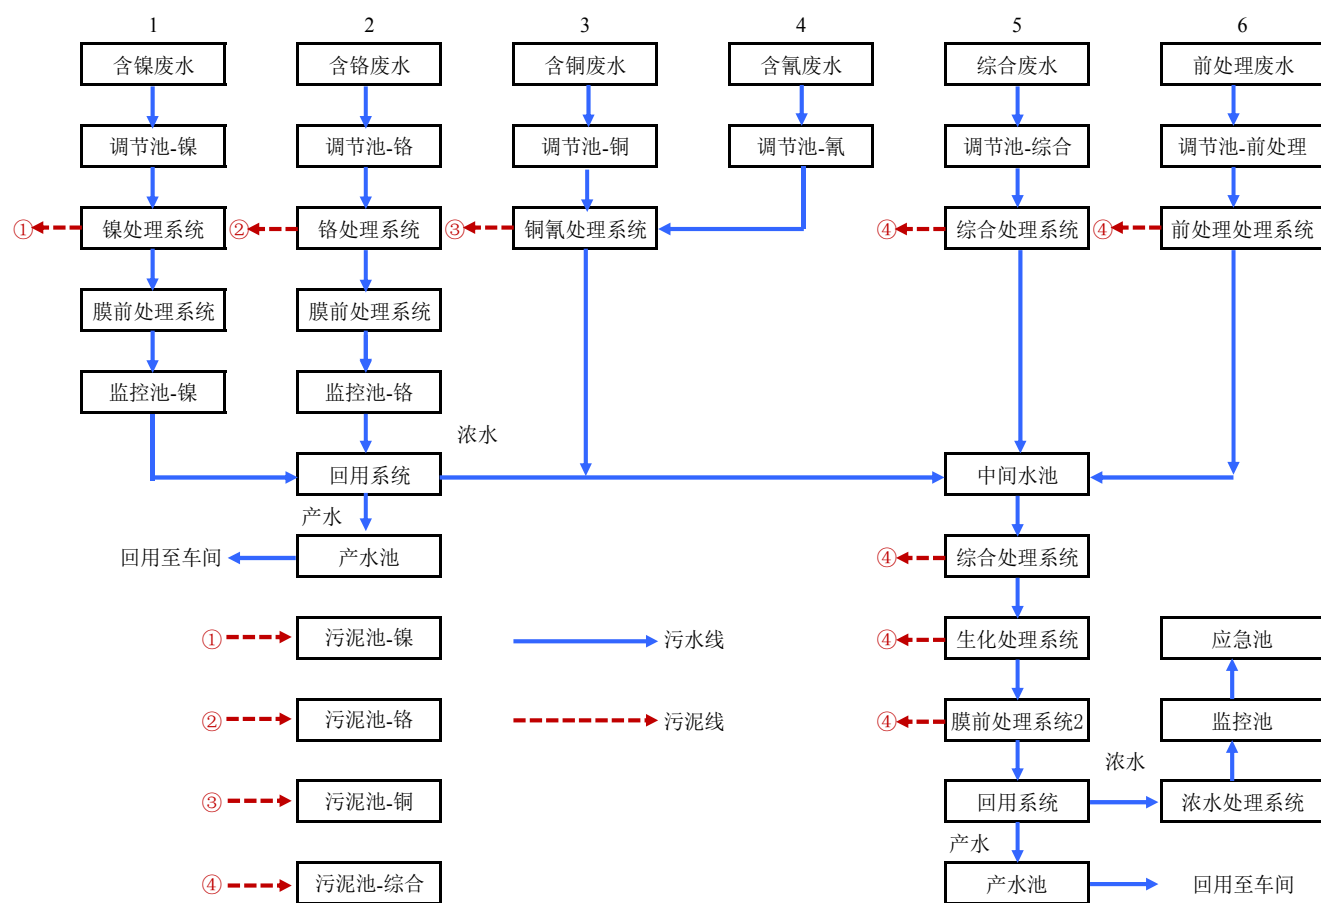 1 2 3 4 5 6
含镍废水 含铬废水 含铜废水 含氰废水 综合废水 前处理废水
调节池-镍 调节池-铬 调节池-铜 调节池-氰 调节池-综合 调节池-前处理
① 镍处理系统 ② 铬处理系统 ③ 铜氰处理系统 ④ 综合处理系统 ④ 前处理处理系统
膜前处理系统 膜前处理系统
监控池-镍 监控池-铬
浓水
回用系统 中间水池
产水
回用至车间 产水池 ④ 综合处理系统
① 污泥池-镍 污水线 ④ 生化处理系统 应急池
② 污泥池-铬 污泥线 ④ 膜前处理系统2 监控池
浓水
③ 污泥池-铜 回用系统 浓水处理系统
产水
④ 污泥池-综合 产水池 回用至车间